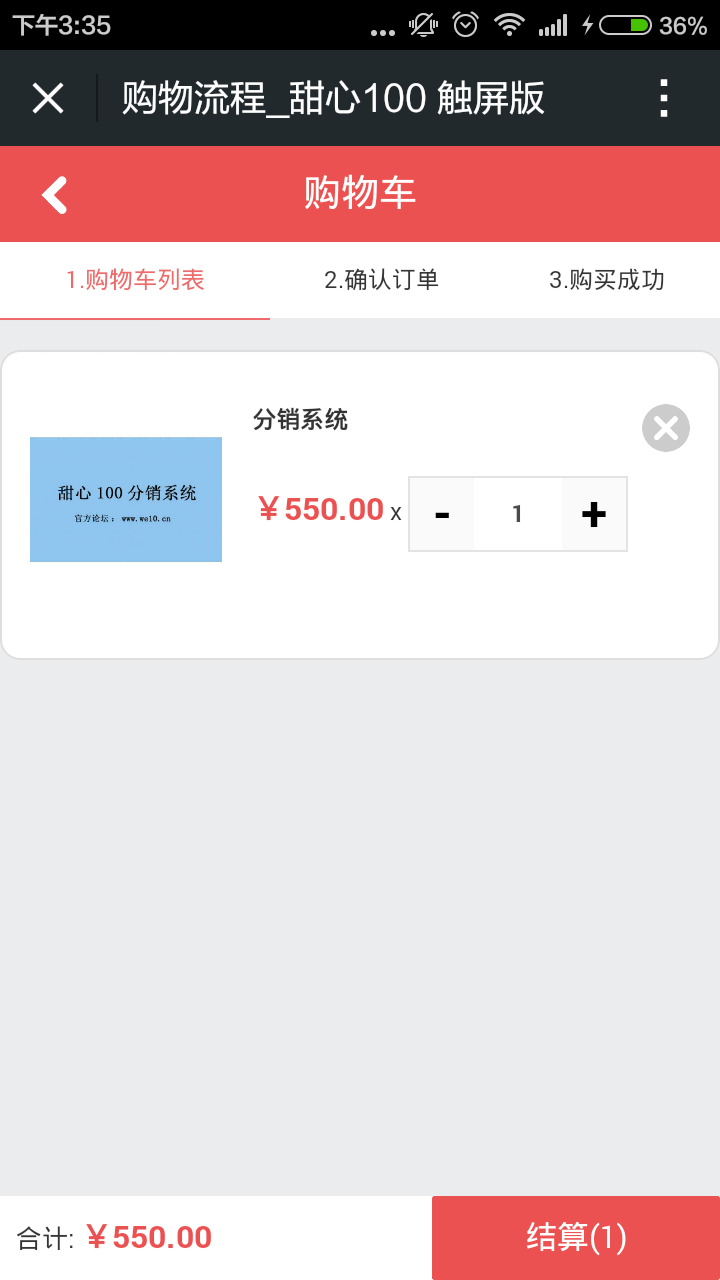 下午3:35
36%
购物流程_甜心100 触屏版
购物车
1.购物车列表 2.确认订单 3.购买成功
分销系统
甜心 100 分销系统
官方论坛：www.we10.cn
￥550.00 x - 1 +
合计: ￥550.00
结算(1)